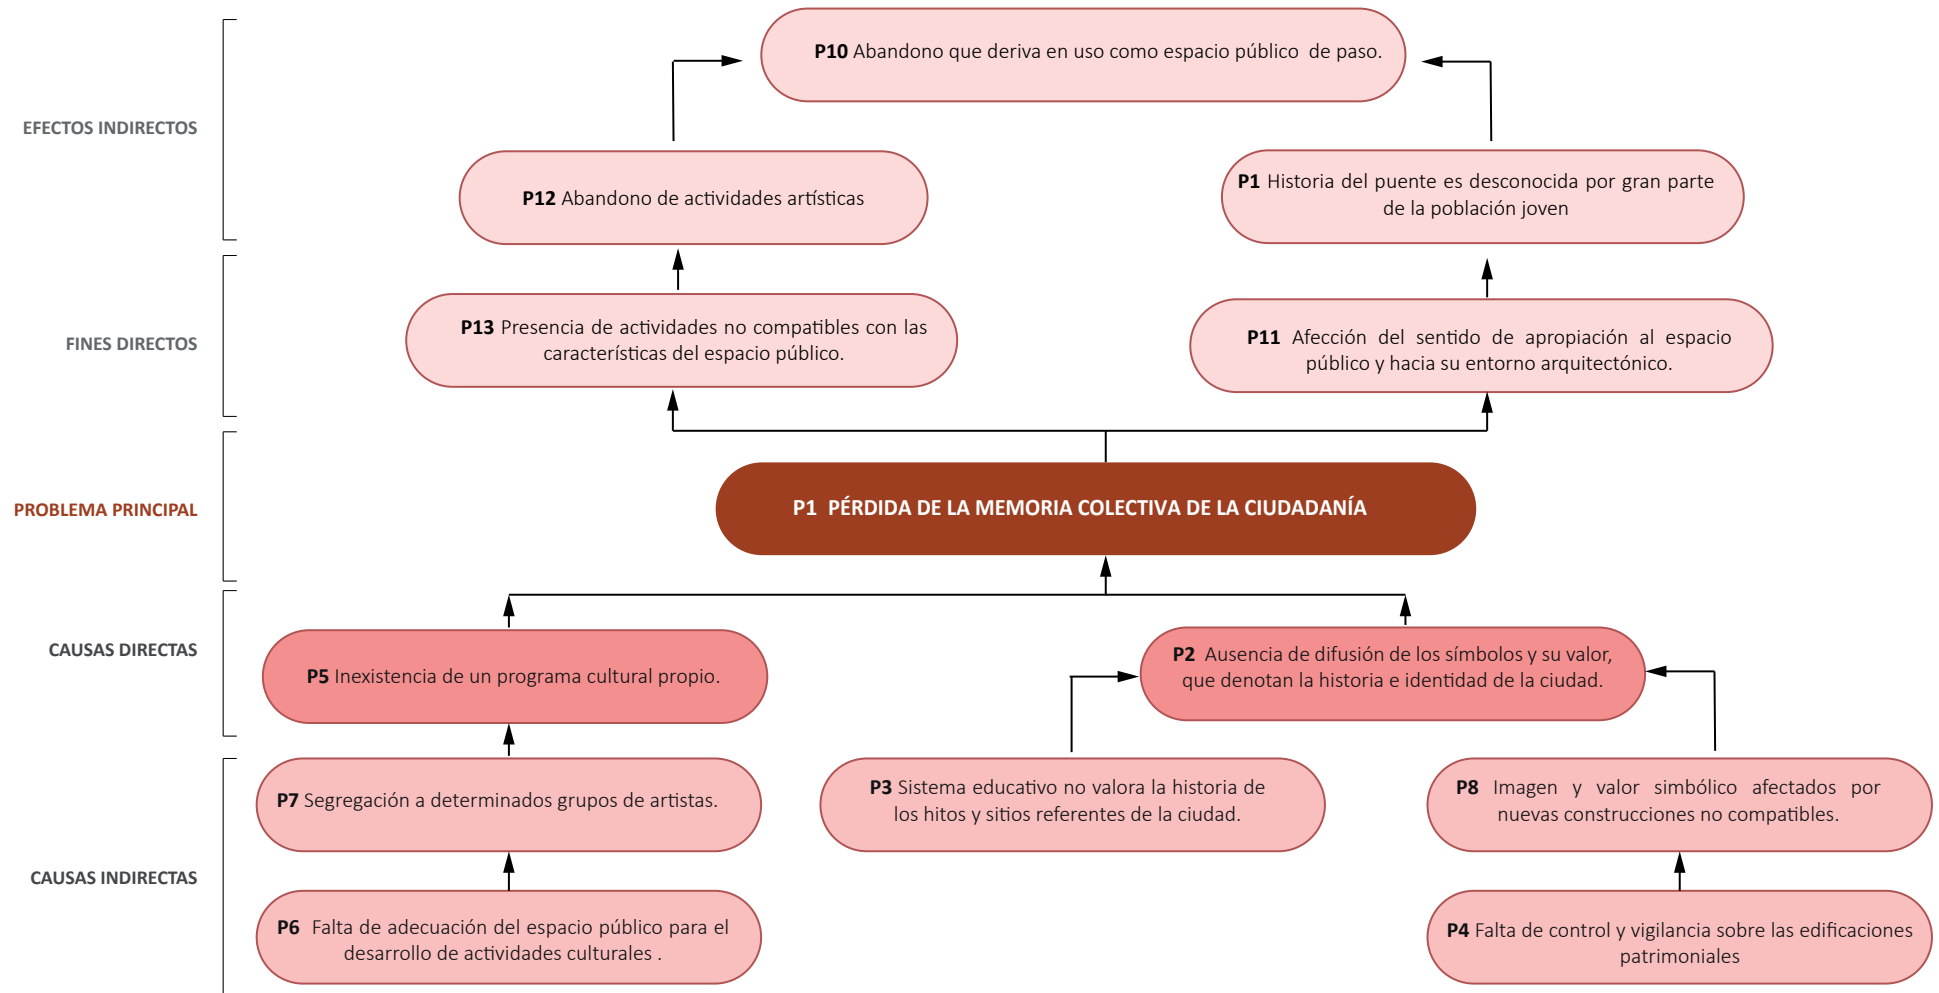 P10 Abandono que deriva en uso como espacio público de paso.
EFECTOS INDIRECTOS
P12 Abandono de actividades artísticas
P1 Historia del puente es desconocida por gran parte
de la población joven
FINES DIRECTOS
P13 Presencia de actividades no compatibles con las
características del espacio público.
P11 Afección del sentido de apropiación al espacio
público y hacia su entorno arquitectónico.
PROBLEMA PRINCIPAL
P1 PÉRDIDA DE LA MEMORIA COLECTIVA DE LA CIUDADANÍA
CAUSAS DIRECTAS
P5 Inexistencia de un programa cultural propio.
P2 Ausencia de difusión de los símbolos y su valor,
que denotan la historia e identidad de la ciudad.
P7 Segregación a determinados grupos de artistas.
P3 Sistema educativo no valora la historia de
los hitos y sitios referentes de la ciudad.
P8 Imagen y valor simbólico afectados por
nuevas construcciones no compatibles.
CAUSAS INDIRECTAS
P6 Falta de adecuación del espacio público para el
desarrollo de actividades culturales .
P4 Falta de control y vigilancia sobre las edificaciones
patrimoniales